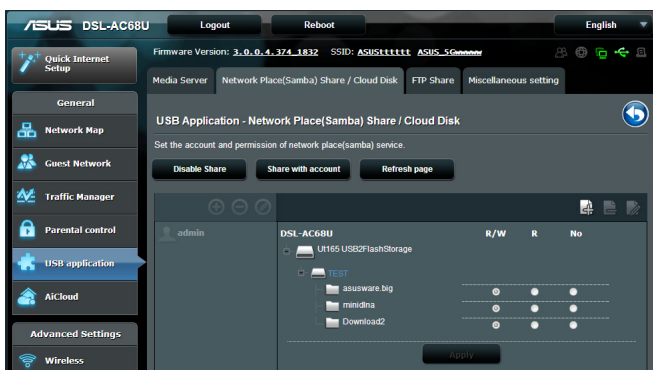 ASUS DSL-AC68U Logout Reboot English
Quick Internet Setup
Firmware Version: 3.0.0.4.374_1832 SSID: ASUStttttt ASUS_5Gwwwww
Media Server Network Place(Samba) Share / Cloud Disk FTP Share Miscellaneous setting
General
Network Map
Guest Network
Traffic Manager
Parental control
USB application
AiCloud
Advanced Settings
Wireless
USB Application - Network Place(Samba) Share / Cloud Disk
Set the account and permission of network place(samba) service.
Disable Share Share with account Refresh page
admin
DSL-AC68U R/W R No
Ut165 USB2FlashStorage
TEST
asusware.big
minidlna
Download2
Apply